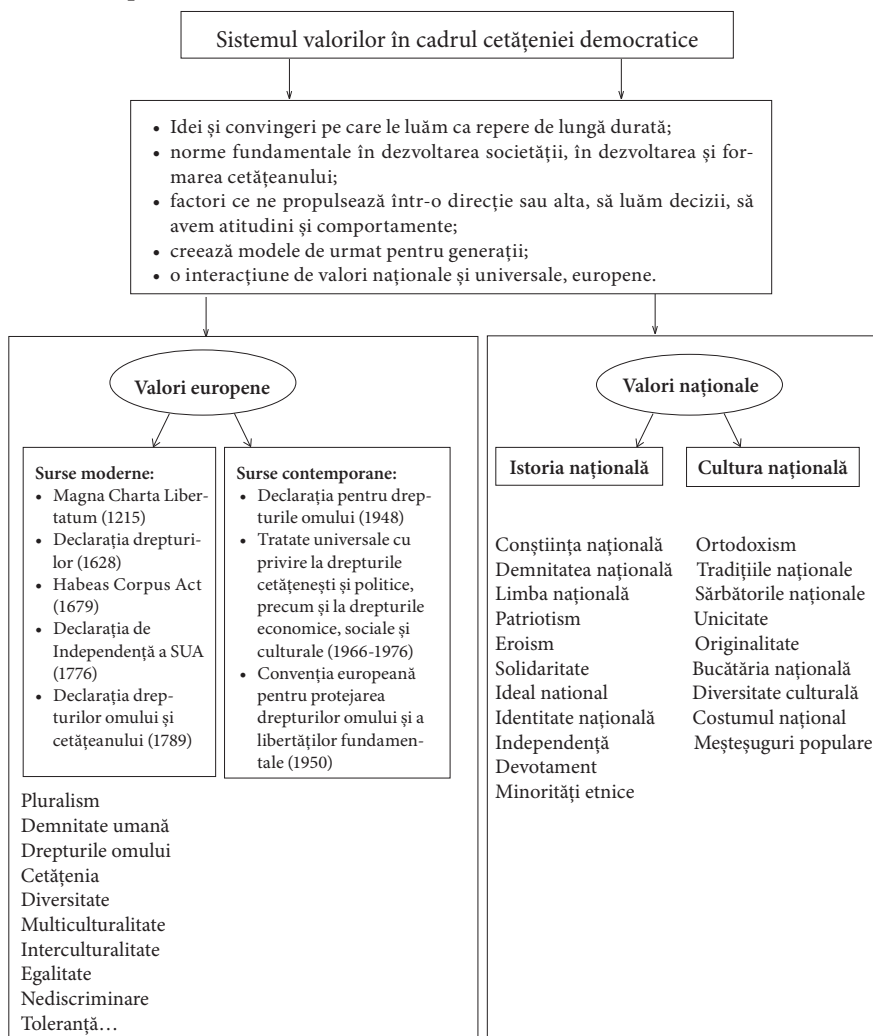 Sistemul valorilor în cadrul cetățeniei democratice
• Idei și convingeri pe care le luăm ca repere de lungă durată;
• norme fundamentale în dezvoltarea societății, în dezvoltarea și for-
marea cetățeanului;
• factori ce ne propulsează într-o direcție sau alta, să luăm decizii, să
avem atitudini și comportamente;
• creează modele de urmat pentru generații;
• o interacțiune de valori naționale și universale, europene.
Valori europene
Surse moderne:
• Magna Charta Liber-
tatum (1215)
• Declarația drepturi-
lor (1628)
• Habeas Corpus Act
(1679)
• Declarația de
Independență a SUA
(1776)
• Declarația drep-
turilor omului și
cetățeanului (1789)
Surse contemporane:
• Declarația pentru drep-
turile omului (1948)
• Tratate universale cu
privire la drepturile
cetățenești și politice,
precum și la drepturile
economice, sociale și
culturale (1966-1976)
• Convenția europeană
pentru protejarea
drepturilor omului și a
libertăților fundamen-
tale (1950)
Pluralism
Demnitate umană
Drepturile omului
Cetățenia
Diversitate
Multiculturalitate
Interculturalitate
Egalitate
Nediscriminare
Toleranță…
Valori naționale
Istoria națională
Conștiința națională
Demnitatea națională
Limba națională
Patriotism
Eroism
Solidaritate
Ideal national
Identitate națională
Independență
Devotament
Minorități etnice
Cultura națională
Ortodoxism
Tradițiile naționale
Sărbătorile naționale
Unicitate
Originalitate
Bucătăria națională
Diversitate culturală
Costumul național
Meșteșuguri populare